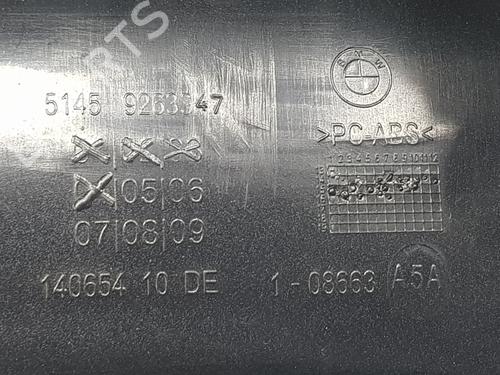 BMW
5145 9263547
05|06
07|08|09
>PC-ABS<
1 2 3 4 5 6 7 8 9 10 11 12
140654 10 DE
1 - 08663 A5A